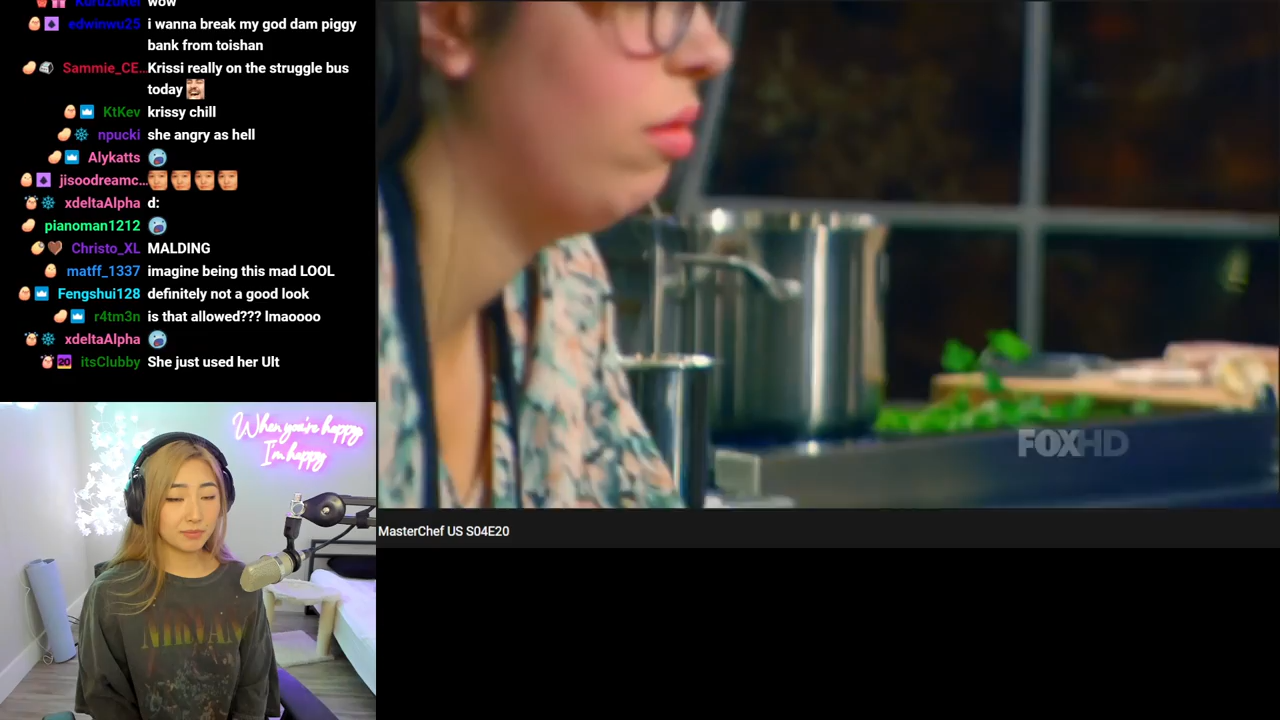 wow
edwinwu25 i wanna break my god dam piggy
bank from toishan
Sammie_CE... Krissi really on the struggle bus
today
KtKev krissy chill
npucki she angry as hell
Alykatts
jisoodreamc...
xdeltaAlpha d:
pianoman1212
Christo_XL MALDING
matff_1337 imagine being this mad LOOL
Fengshui128 definitely not a good look
r4tm3n is that allowed??? lmaoooo
xdeltaAlpha
20 itsClubby She just used her Ult
When you're happy
I'm happy
NIRVANA
FOXHD
MasterChef US S04E20